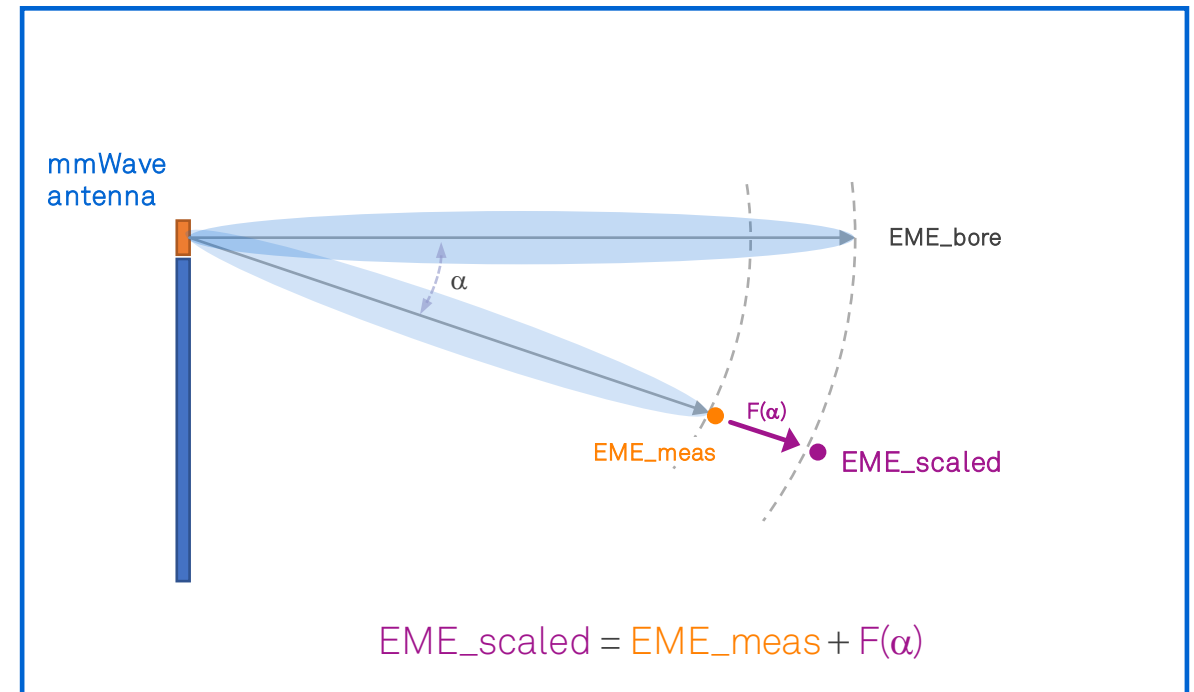 mmWave
antenna
EME_bore
α
F(α)
EME_meas
EME_scaled
EME_scaled = EME_meas + F(α)